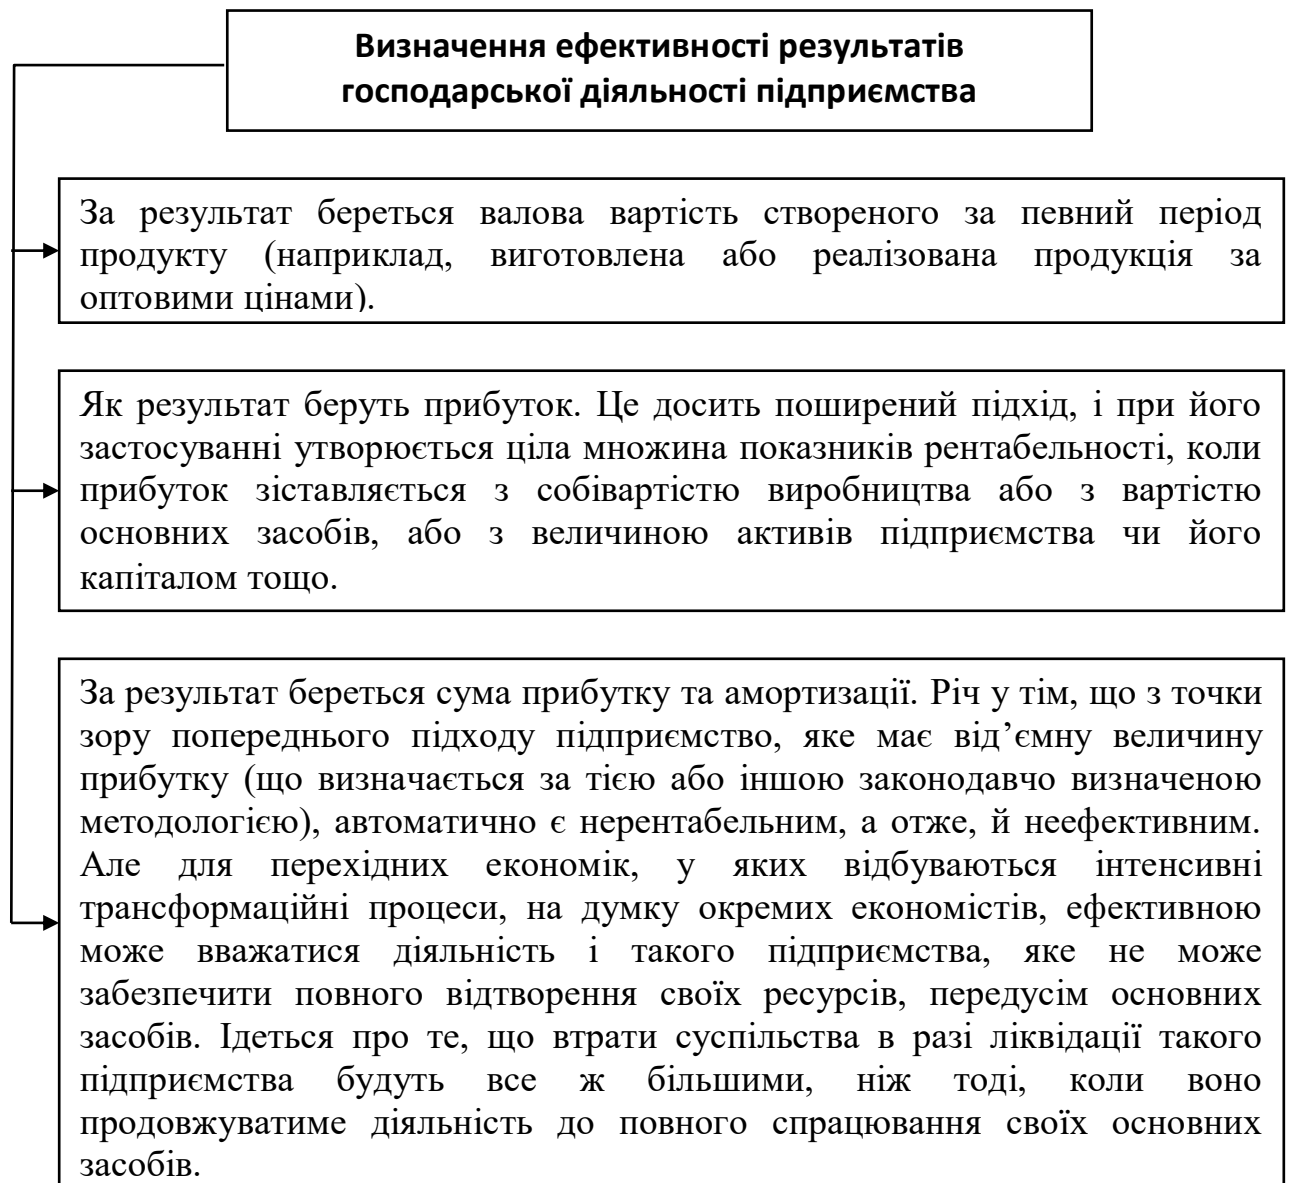 Визначення ефективності результатів
господарської діяльності підприємства
За результат береться валова вартість створеного за певний період
продукту (наприклад, виготовлена або реалізована продукція за
оптовими цінами).
Як результат беруть прибуток. Це досить поширений підхід, і при його
застосуванні утворюється ціла множина показників рентабельності, коли
прибуток зіставляється з собівартістю виробництва або з вартістю
основних засобів, або з величиною активів підприємства чи його
капіталом тощо.
За результат береться сума прибутку та амортизації. Річ у тім, що з точки
зору попереднього підходу підприємство, яке має від’ємну величину
прибутку (що визначається за тією або іншою законодавчо визначеною
методологією), автоматично є нерентабельним, а отже, й неефективним.
Але для перехідних економік, у яких відбуваються інтенсивні
трансформаційні процеси, на думку окремих економістів, ефективною
може вважатися діяльність і такого підприємства, яке не може
забезпечити повного відтворення своїх ресурсів, передусім основних
засобів. Ідеться про те, що втрати суспільства в разі ліквідації такого
підприємства будуть все ж більшими, ніж тоді, коли воно
продовжуватиме діяльність до повного спрацювання своїх основних
засобів.